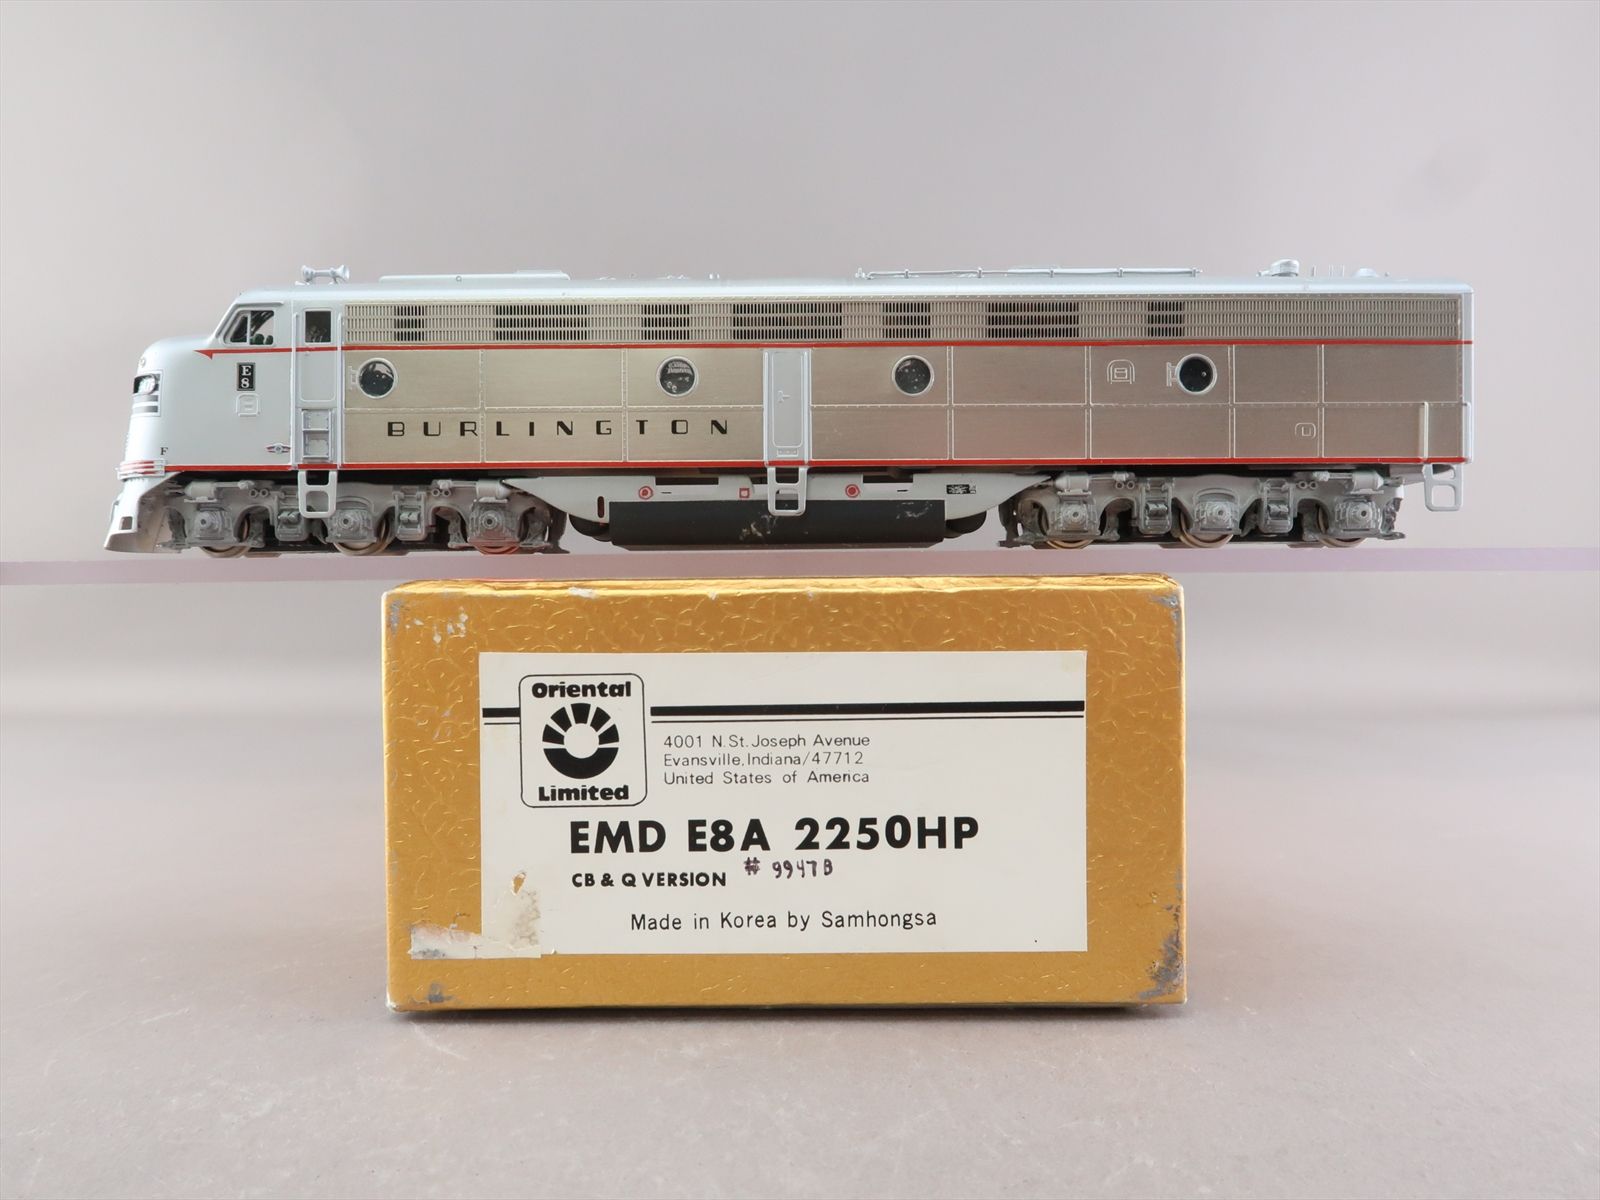 E
8
BURLINGTON
F
Oriental
Limited
4001 N.St.Joseph Avenue
Evansville,Indiana/47712
United States of America
EMD E8A 2250HP
CB & Q VERSION # 9947B
Made in Korea by Samhongsa